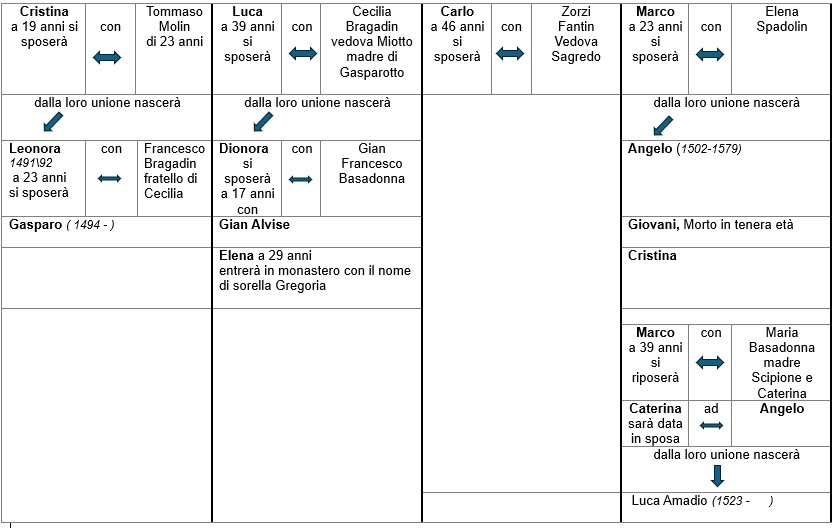 Cristina
a 19 anni si
sposerà
con
Tommaso
Molin
di 23 anni
Luca
a 39 anni
si
sposerà
con
Cecilia
Bragadin
vedova Miotto
madre di
Gasparotto
Carlo
a 46 anni
si
sposerà
con
Zorzi
Fantin
Vedova
Sagredo
Marco
a 23 anni
si
sposerà
con
Elena
Spadolin
dalla loro unione nascerà
dalla loro unione nascerà
dalla loro unione nascerà
Leonora
1491\92
a 23 anni
si sposerà
con
Francesco
Bragadin
fratello di
Cecilia
Dionora
si
sposerà
a 17 anni
con
con
Gian
Francesco
Basadonna
Angelo (1502-1579)
Gasparo ( 1494 - )
Gian Alvise
Giovani, Morto in tenera età
Elena a 29 anni
entrerà in monastero con il nome
di sorella Gregoria
Cristina
Marco
a 39 anni
si
riposerà
con
Maria
Basadonna
madre
Scipione e
Caterina
Caterina
sarà data
in sposa
ad
Angelo
dalla loro unione nascerà
Luca Amadio (1523 - )